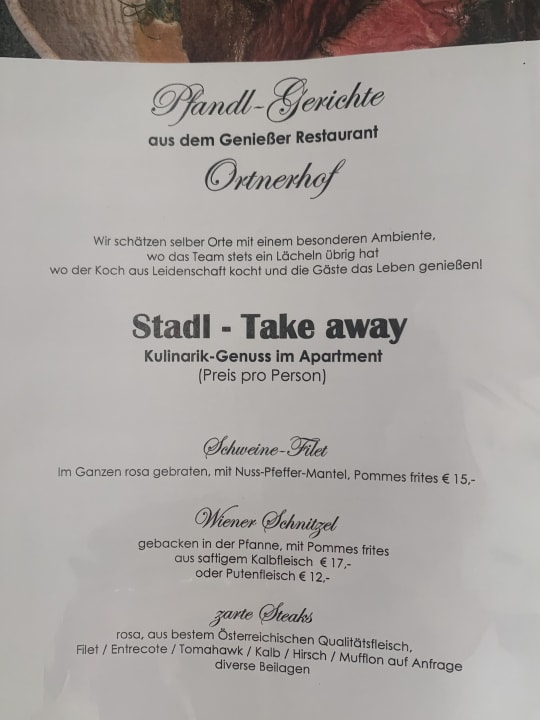 Pfandl-Gerichte
aus dem Genießer Restaurant
Ortnerhof
Wir schätzen selber Orte mit einem besonderen Ambiente,
wo das Team stets ein Lächeln übrig hat
wo der Koch aus Leidenschaft kocht und die Gäste das Leben genießen!
Stadl - Take away
Kulinarik-Genuss im Apartment
(Preis pro Person)
Schweine-Filet
Im Ganzen rosa gebraten, mit Nuss-Pfeffer-Mantel, Pommes frites € 15,-
Wiener Schnitzel
gebacken in der Pfanne, mit Pommes frites
aus saftigem Kalbfleisch € 17,-
oder Putenfleisch € 12,-
zarte Steaks
rosa, aus bestem Österreichischen Qualitätsfleisch,
Filet / Entrecote / Tomahawk / Kalb / Hirsch / Mufflon auf Anfrage
diverse Beilagen